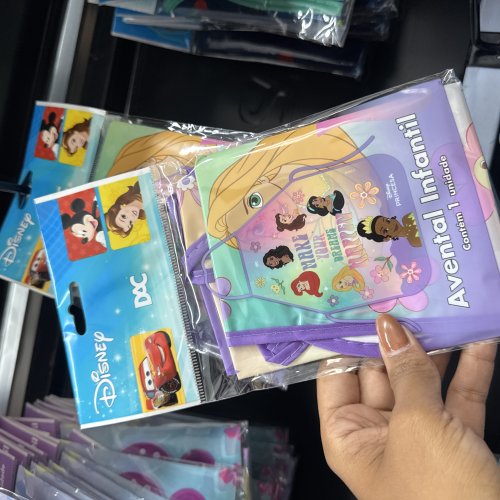 Disney
DAC
Disney
PRINCESA
Avental Infantil
Contém 1 unidade
Disney